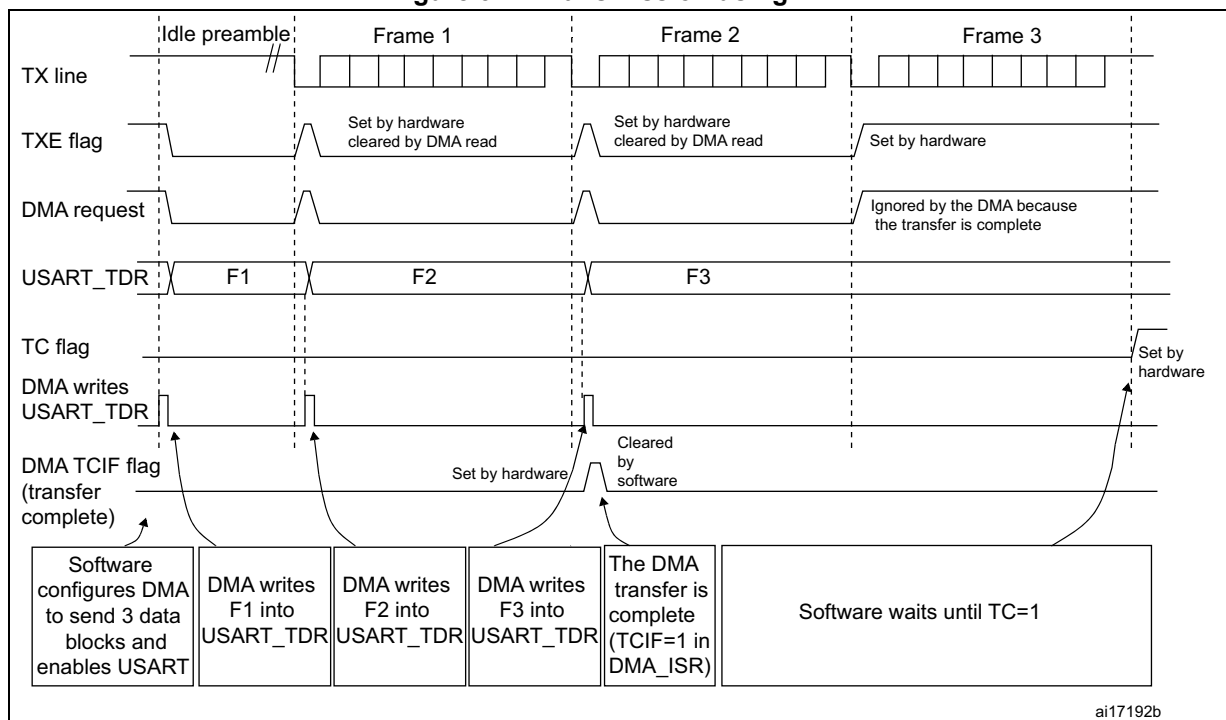 Idle preamble
Frame 1
Frame 2
Frame 3
TX line
TXE flag
Set by hardware
cleared by DMA read
Set by hardware
cleared by DMA read
Set by hardware
DMA request
Ignored by the DMA because
the transfer is complete
USART_TDR
F1
F2
F3
TC flag
Set by
hardware
DMA writes
USART_TDR
DMA TCIF flag
(transfer
complete)
Set by hardware
Cleared
by
software
Software
configures DMA
to send 3 data
blocks and
enables USART
DMA writes
F1 into
USART_TDR
DMA writes
F2 into
USART_TDR
DMA writes
F3 into
USART_TDR
The DMA
transfer is
complete
(TCIF=1 in
DMA_ISR)
Software waits until TC=1
ai17192b